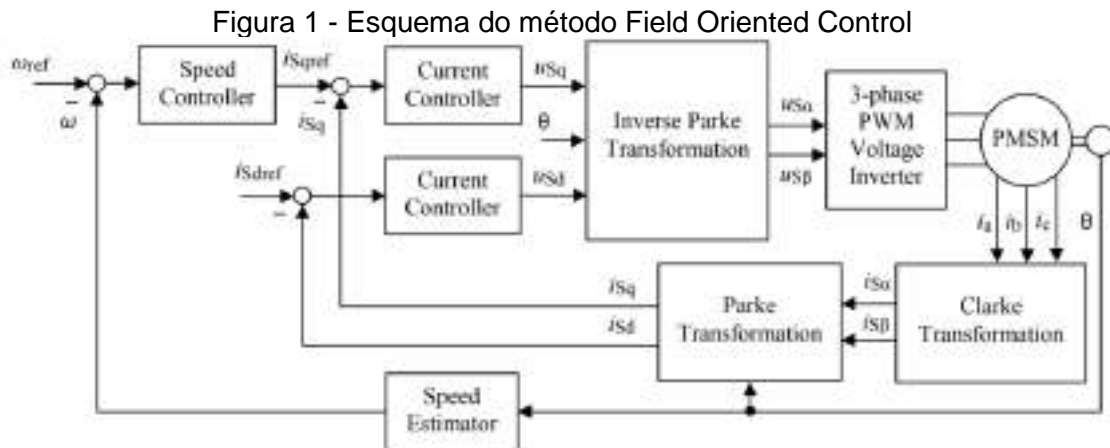 Figura 1 - Esquema do método Field Oriented Control
ωref
−
ω
Speed
Controller
iSqref
−
iSq
Current
Controller
uSq
θ
iSdref
−
Current
Controller
uSd
Inverse Parke
Transformation
uSα
uSβ
3-phase
PWM
Voltage
Inverter
PMSM
ia ib ic θ
iSq
iSd
Parke
Transformation
iSα
iSβ
Clarke
Transformation
Speed
Estimator